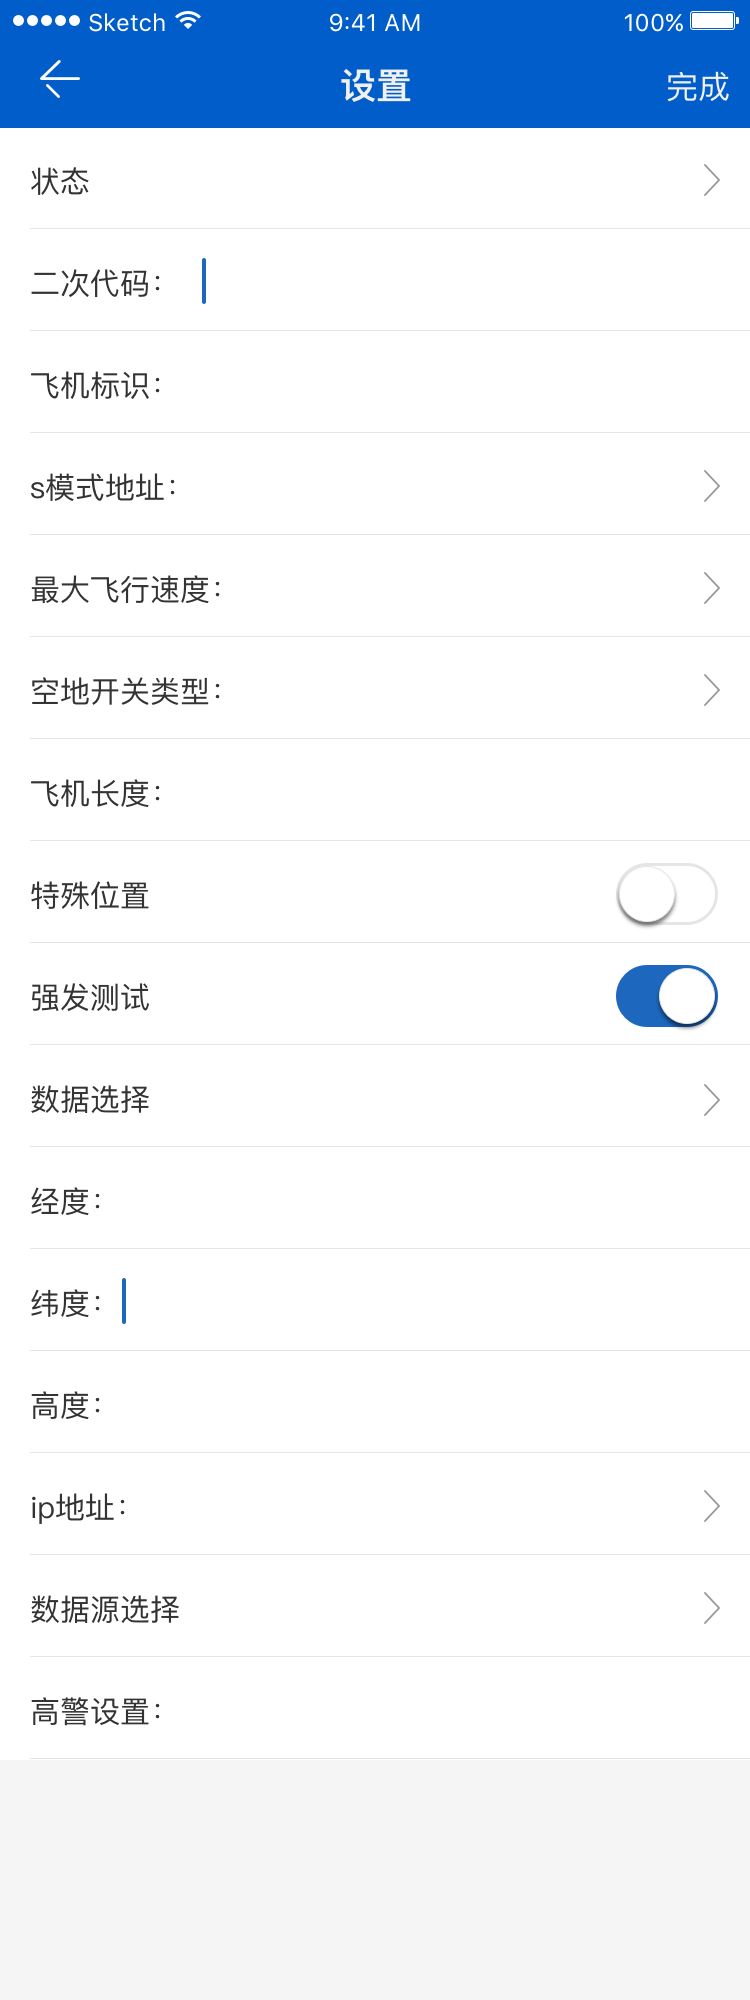 Sketch 9:41 AM 100%
设置 完成
状态
二次代码：
飞机标识：
s模式地址：
最大飞行速度：
空地开关类型：
飞机长度：
特殊位置
强发测试
数据选择
经度：
纬度：
高度：
ip地址：
数据源选择
高警设置：